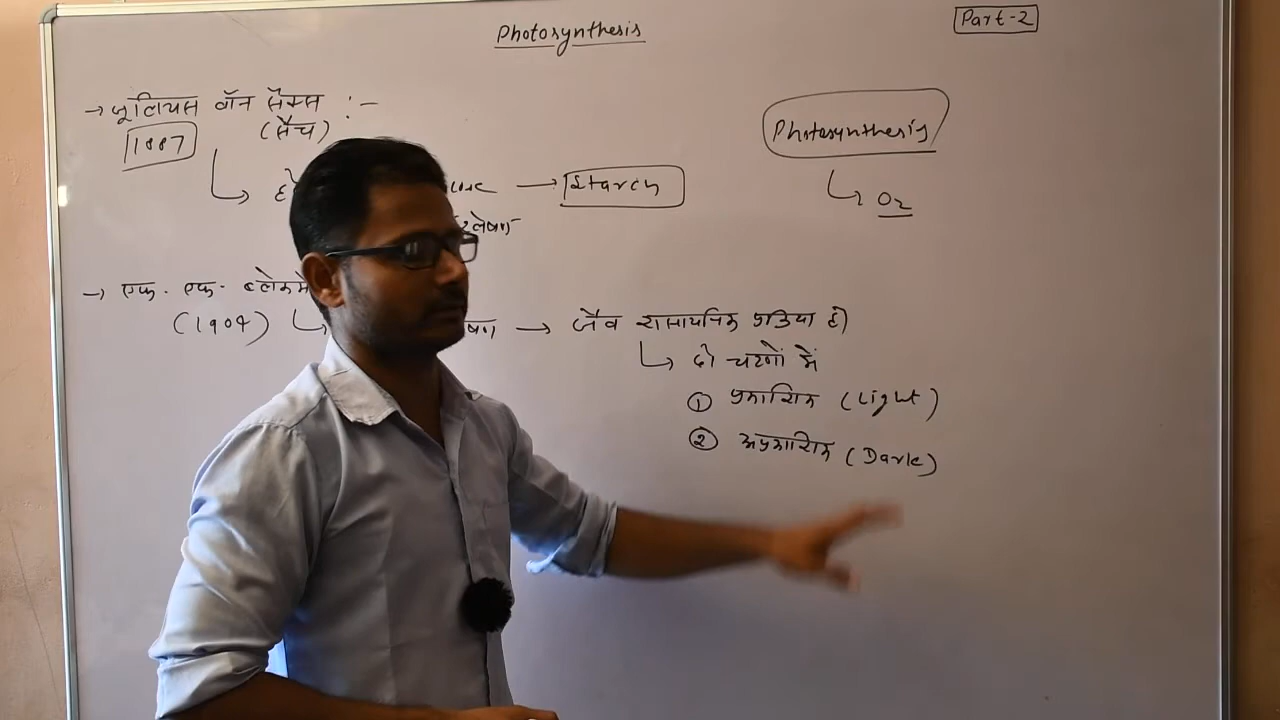 Photosynthesis
Part-2
→ जूलियस वॉन सैक्स :-
(सैच)
1887
→ Starch
Photosynthesis
O2
→ एफ. एफ.
(1904)
→ जैव रासायनिक प्रक्रिया है।
दो चरणों में
① प्रकाशिक (Light)
② अप्रकाशिक (Dark)